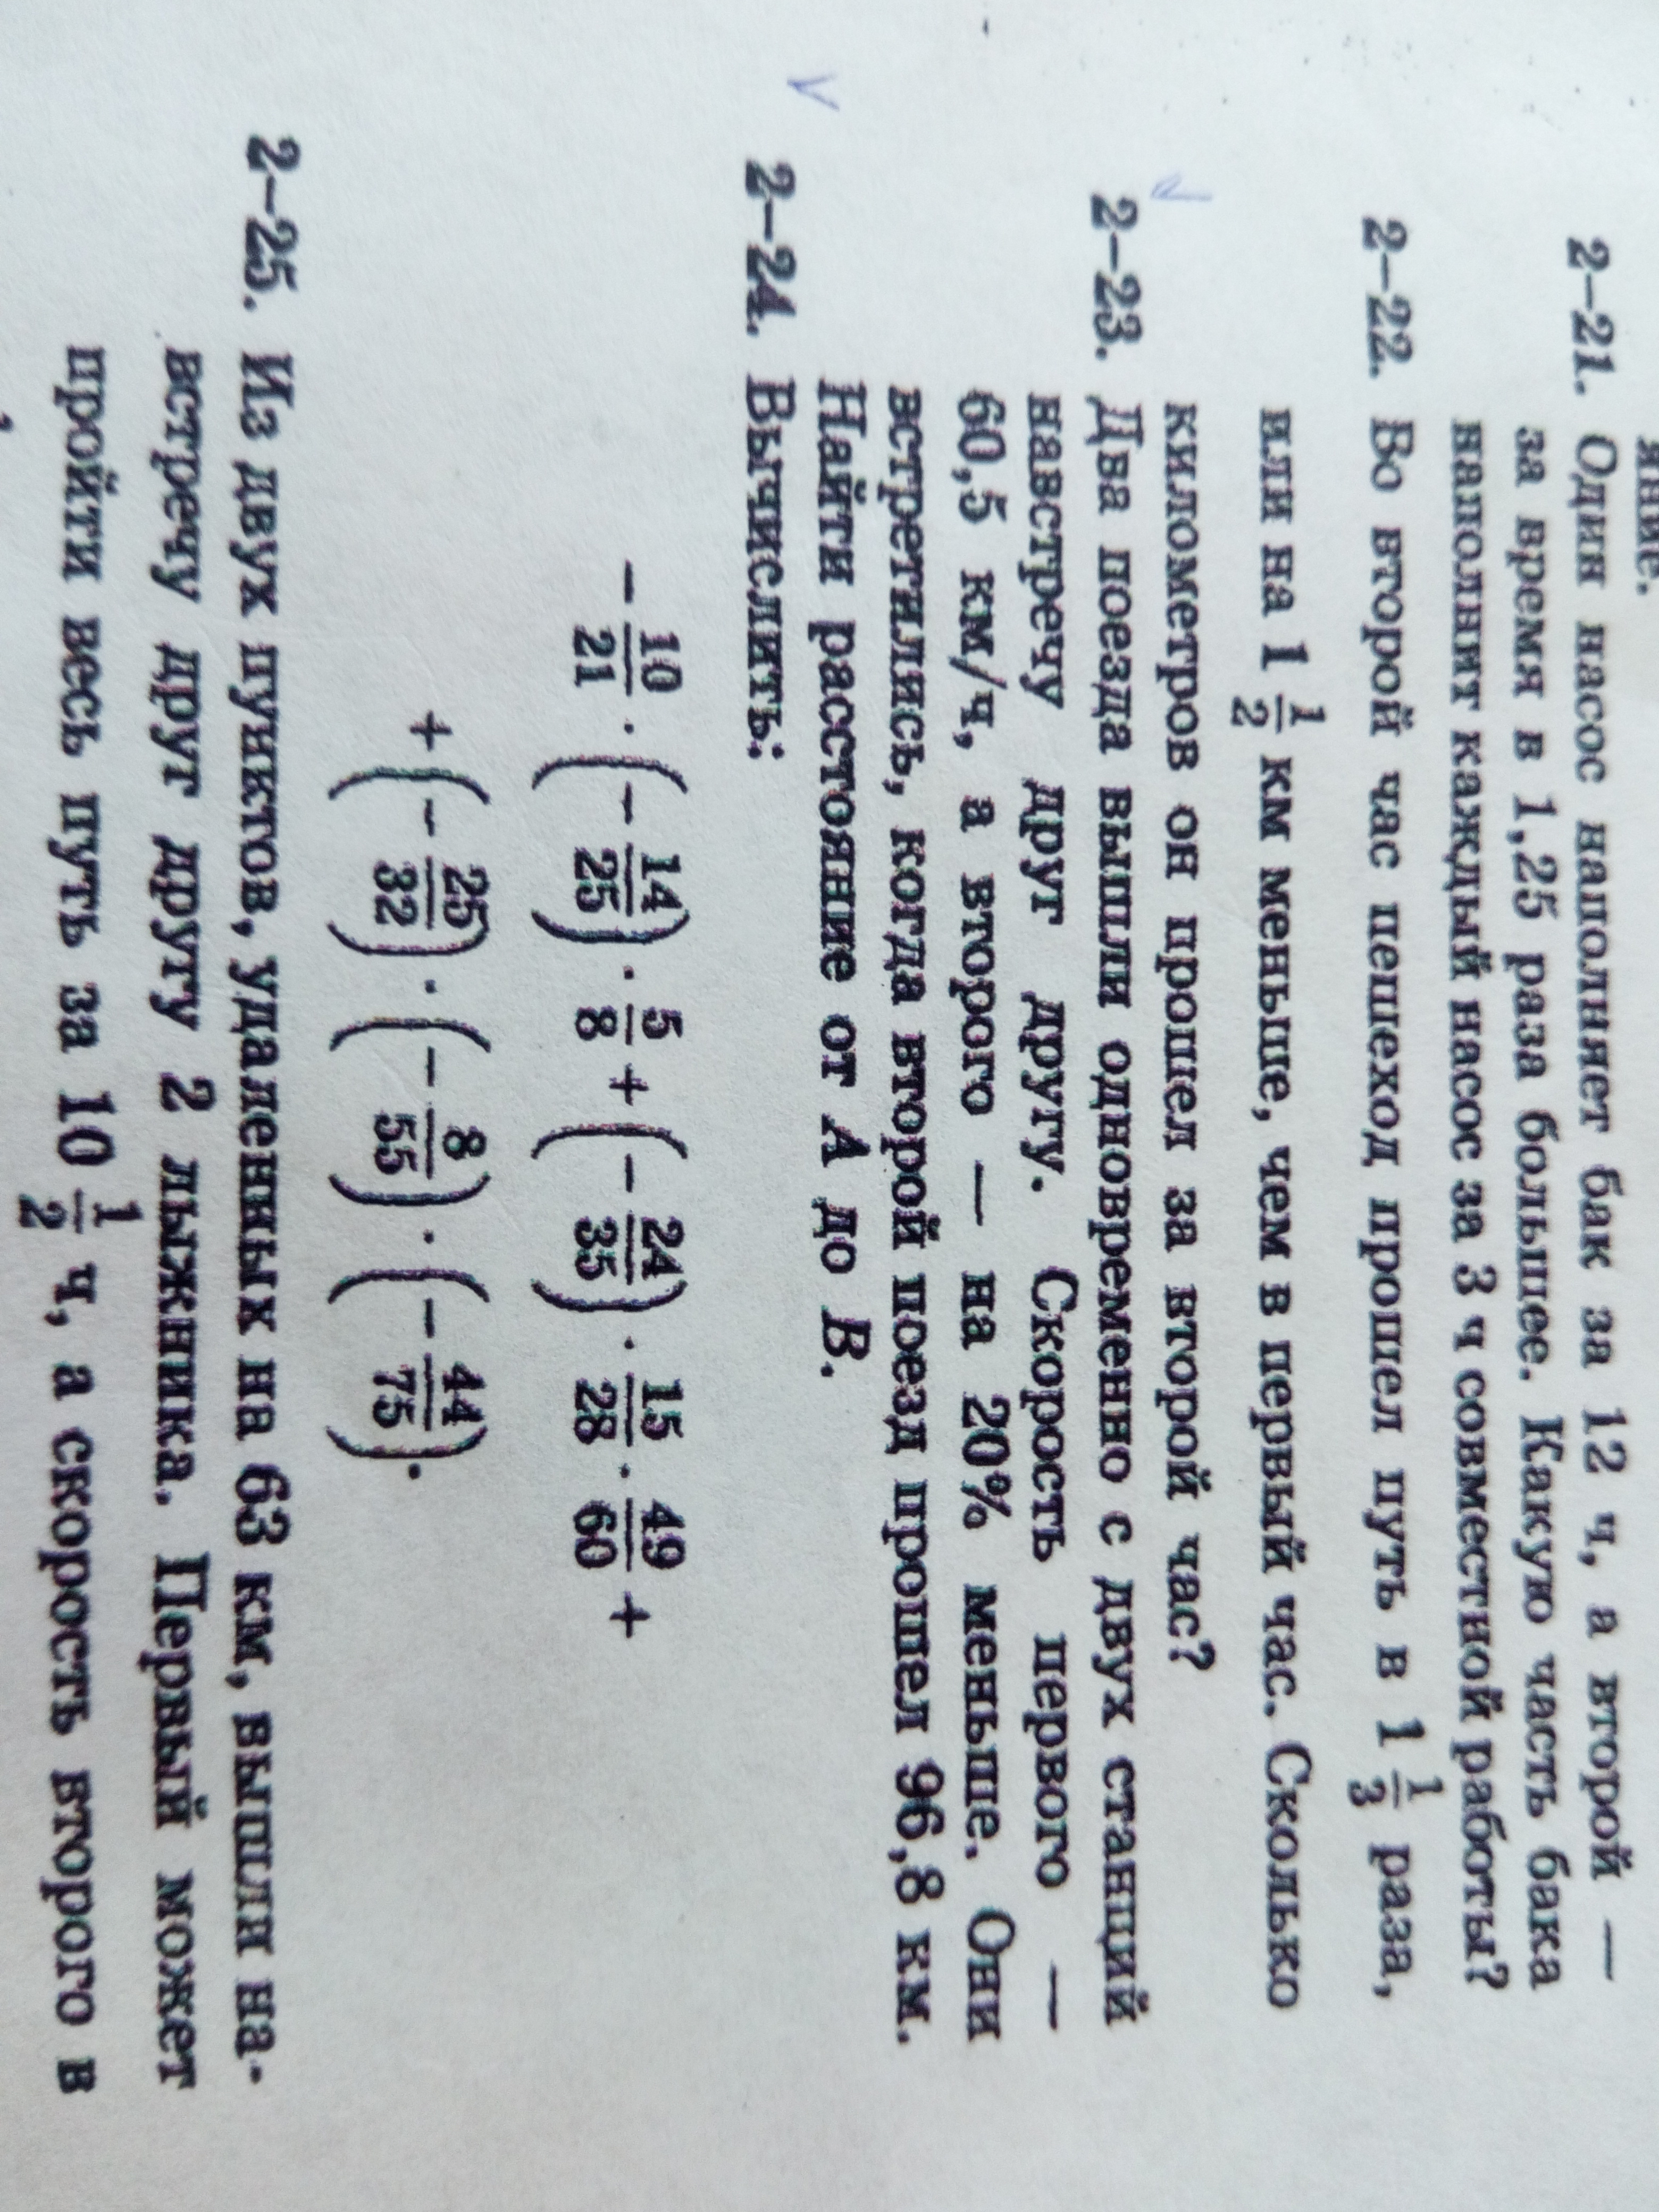 яние.
2–21. Один насос наполняет бак за 12 ч, а второй —
за время в 1,25 раза большее. Какую часть бака
наполнит каждый насос за 3 ч совместной работы?
2–22. Во второй час пешеход прошел путь в 1 1/3 раза,
или на 1 1/2 км меньше, чем в первый час. Сколько
километров он прошел за второй час?
2–23. Два поезда вышли одновременно с двух станций
навстречу друг другу. Скорость первого —
60,5 км/ч, а второго — на 20% меньше. Они
встретились, когда второй поезд прошел 96,8 км.
Найти расстояние от А до В.
2–24. Вычислить:
− 10/21 · (− 14/25) · 5/8 + (− 24/35) · 15/28 · 49/60 +
+ (− 25/32) · (− 8/55) · (− 44/75).
2–25. Из двух пунктов, удаленных на 63 км, вышли на-
встречу друг другу 2 лыжника. Первый может
пройти весь путь за 10 1/2 ч, а скорость второго в